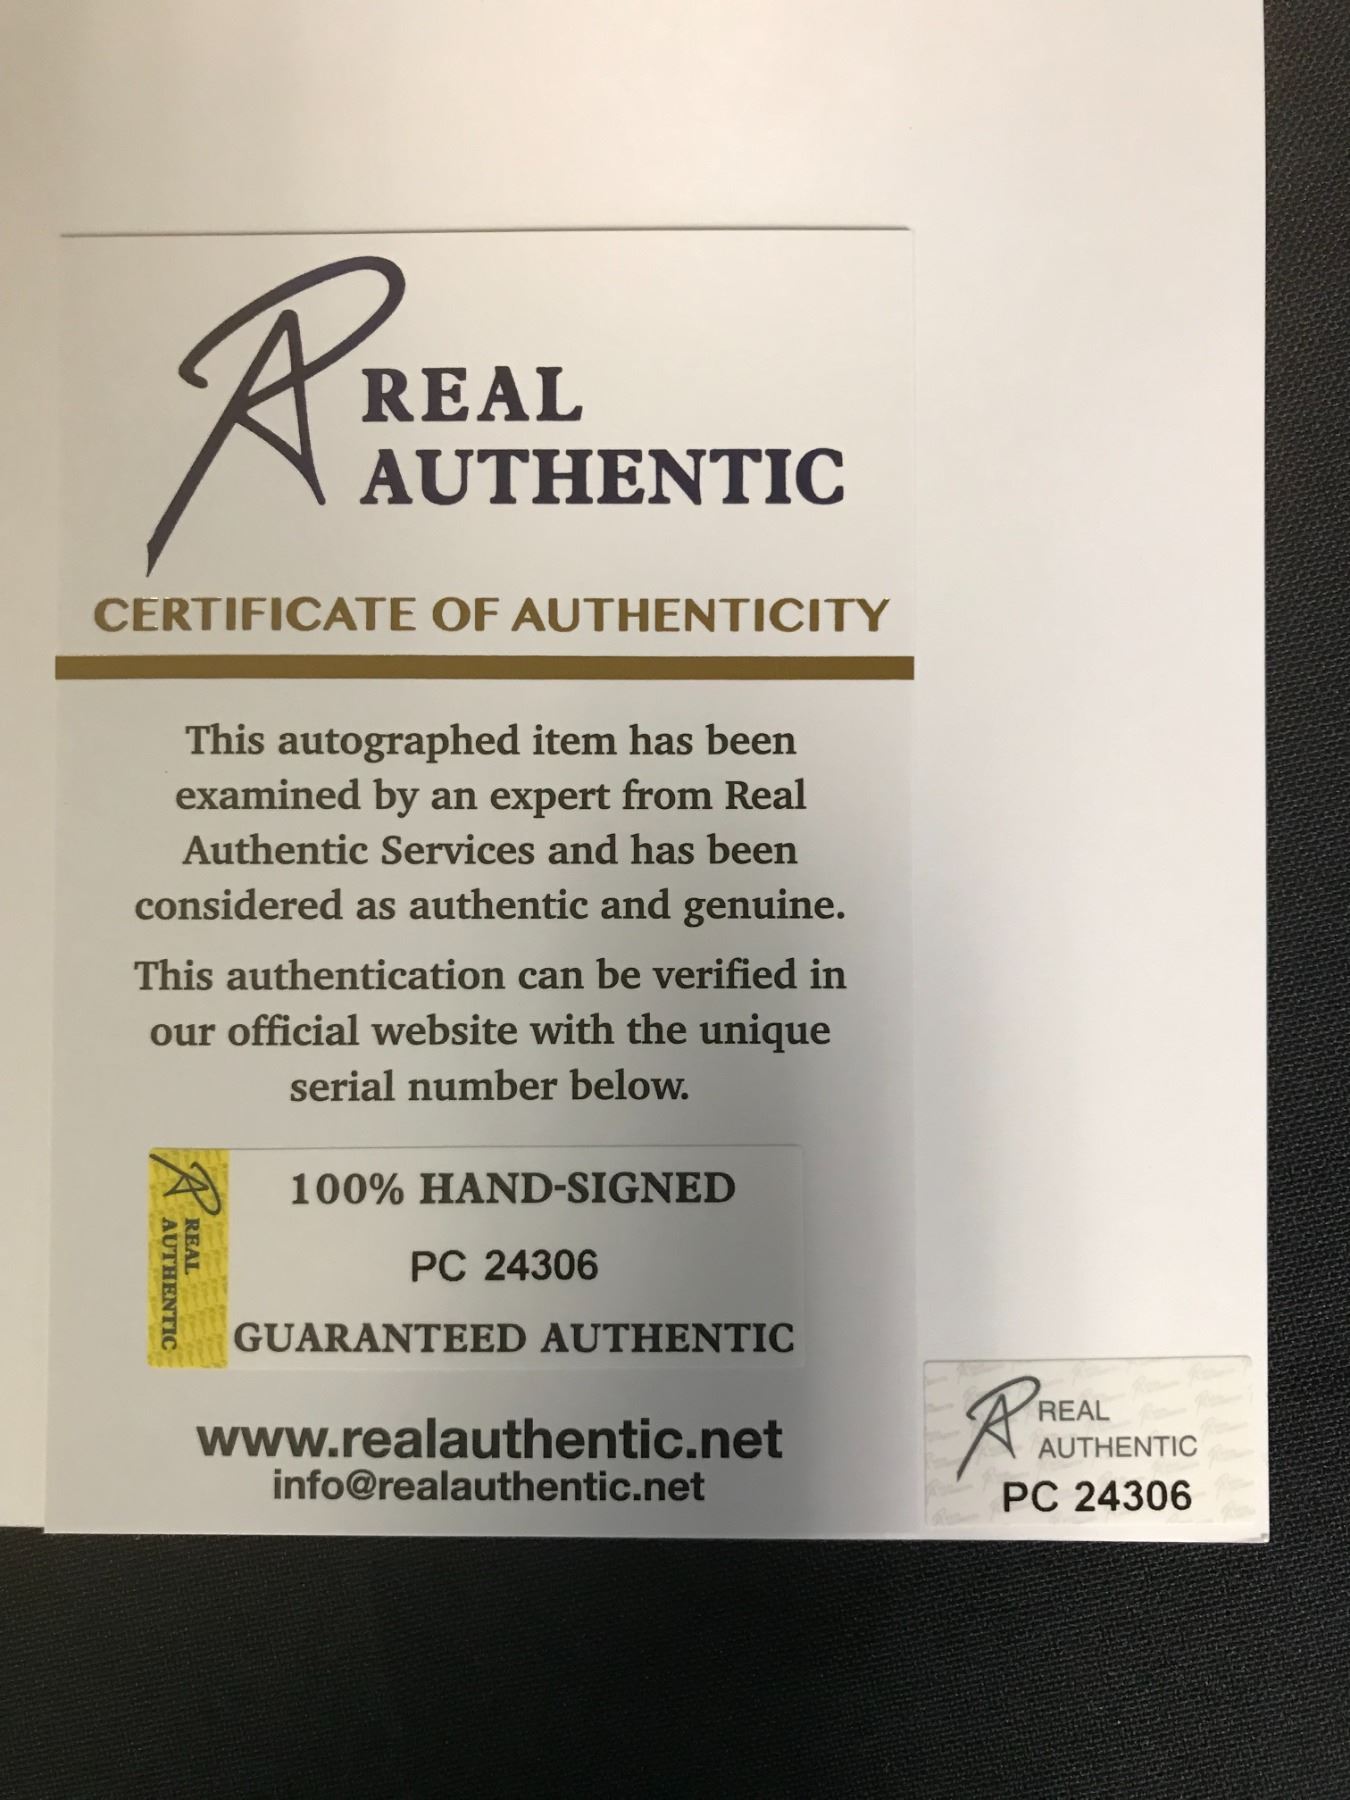 REAL
AUTHENTIC
CERTIFICATE OF AUTHENTICITY
This autographed item has been
examined by an expert from Real
Authentic Services and has been
considered as authentic and genuine.
This authentication can be verified in
our official website with the unique
serial number below.
REAL
AUTHENTIC
100% HAND-SIGNED
PC 24306
GUARANTEED AUTHENTIC
www.realauthentic.net
info@realauthentic.net
REAL
AUTHENTIC
PC 24306